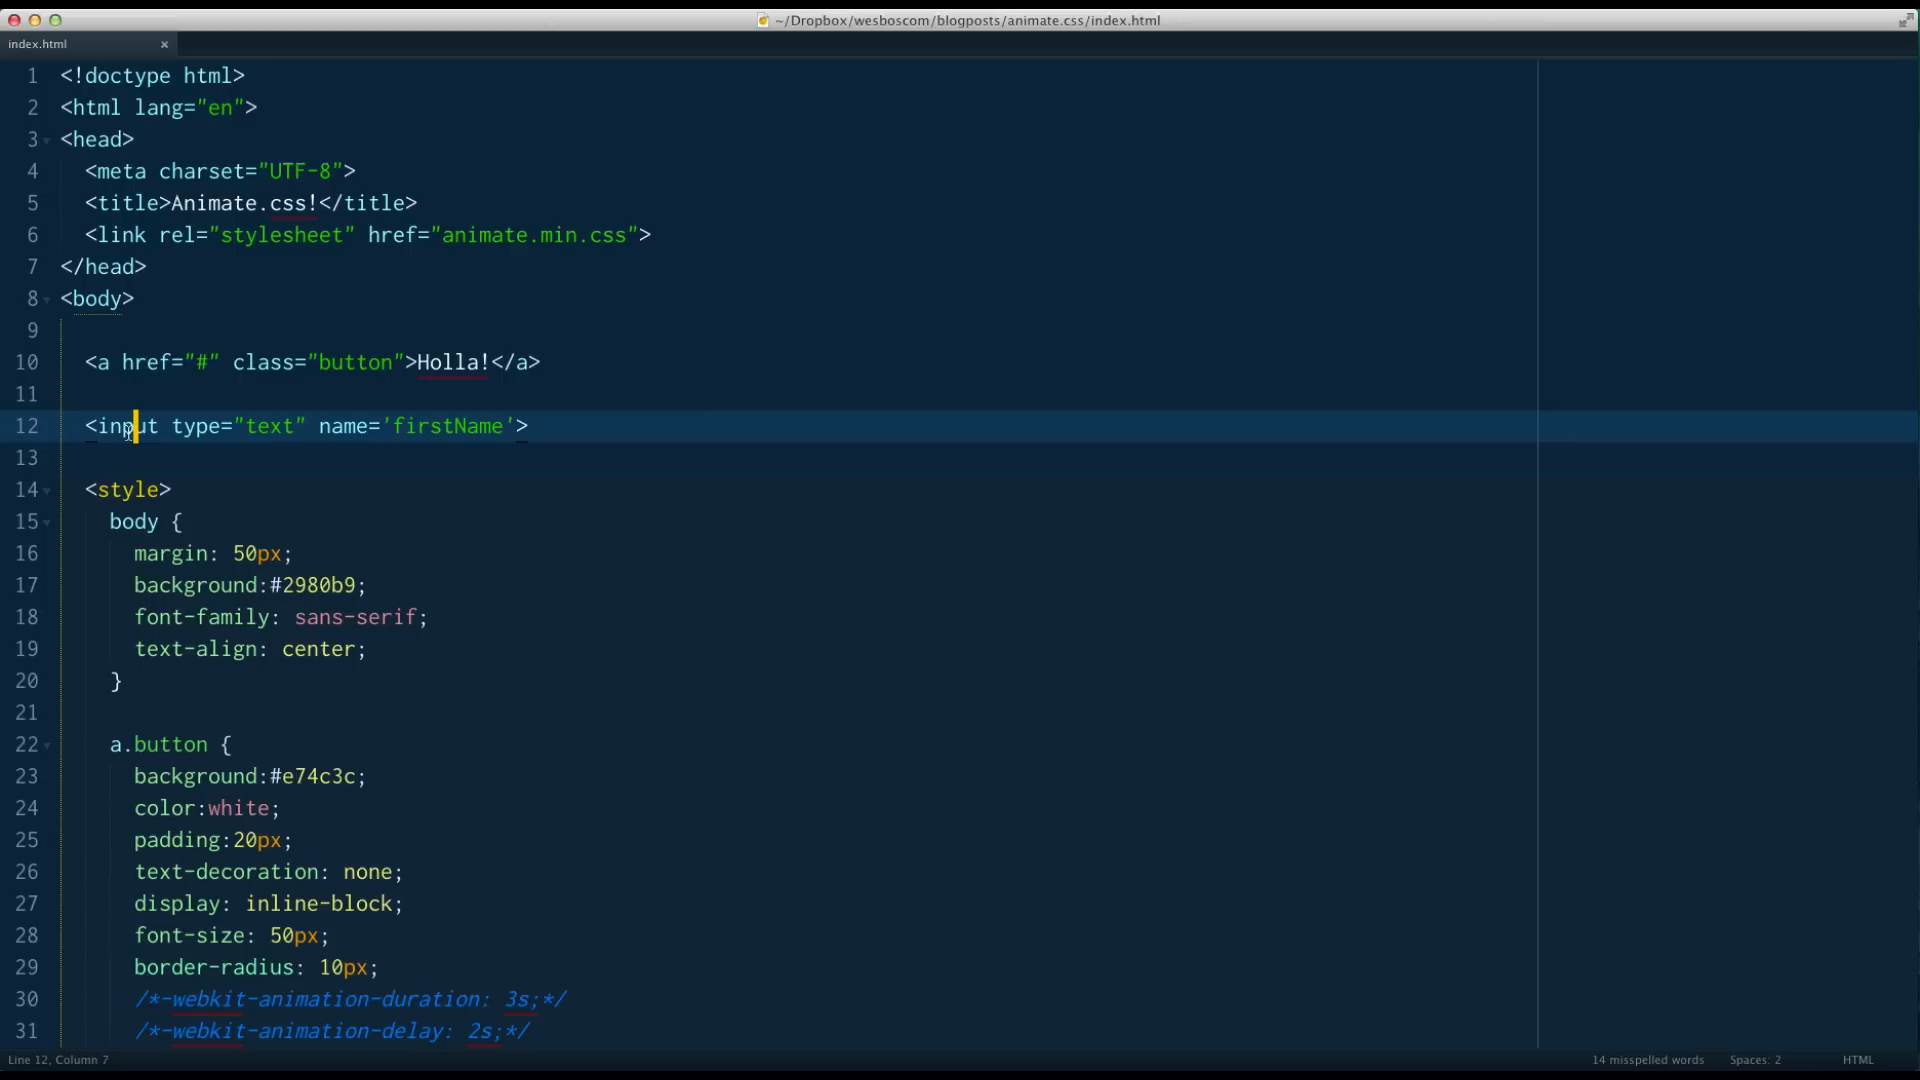 ~/Dropbox/wesboscom/blogposts/animate.css/index.html
index.html ×
1 <!doctype html>
2 <html lang="en">
3 <head>
4 <meta charset="UTF-8">
5 <title>Animate.css!</title>
6 <link rel="stylesheet" href="animate.min.css">
7 </head>
8 <body>
9
10 <a href="#" class="button">Holla!</a>
11
12 <input type="text" name='firstName'>
13
14 <style>
15 body {
16 margin: 50px;
17 background:#2980b9;
18 font-family: sans-serif;
19 text-align: center;
20 }
21
22 a.button {
23 background:#e74c3c;
24 color:white;
25 padding:20px;
26 text-decoration: none;
27 display: inline-block;
28 font-size: 50px;
29 border-radius: 10px;
30 /*-webkit-animation-duration: 3s;*/
31 /*-webkit-animation-delay: 2s;*/
Line 12, Column 7 14 misspelled words Spaces: 2 HTML